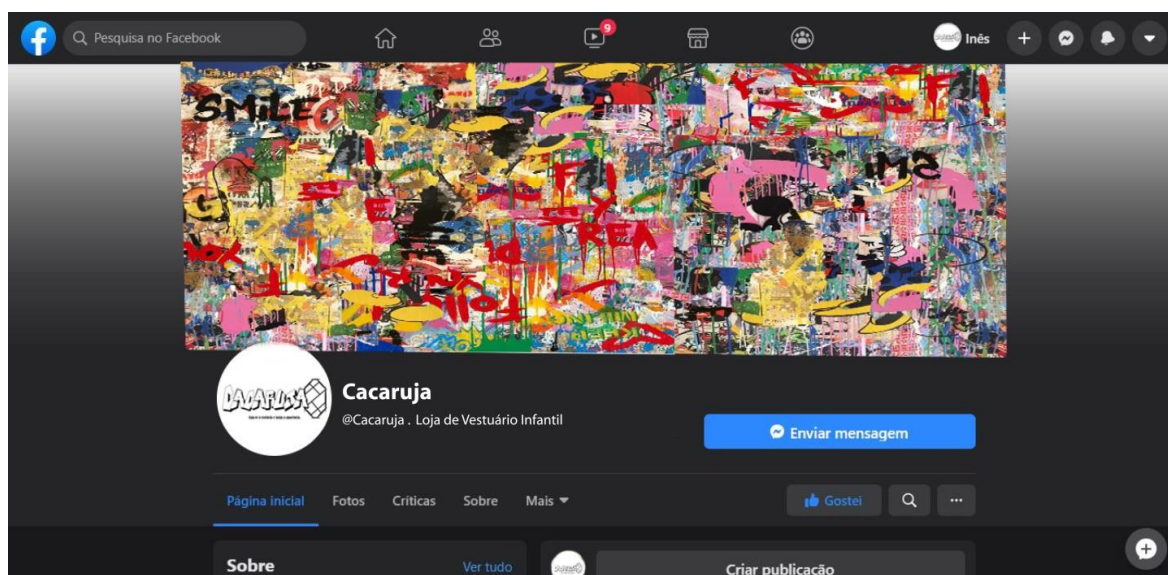 Pesquisa no Facebook
9
Inês
SMILE
Cacaruja
@Cacaruja . Loja de Vestuário Infantil
CACARUJA
Enviar mensagem
Página inicial Fotos Críticas Sobre Mais
Gostei
Sobre Ver tudo
Criar publicação